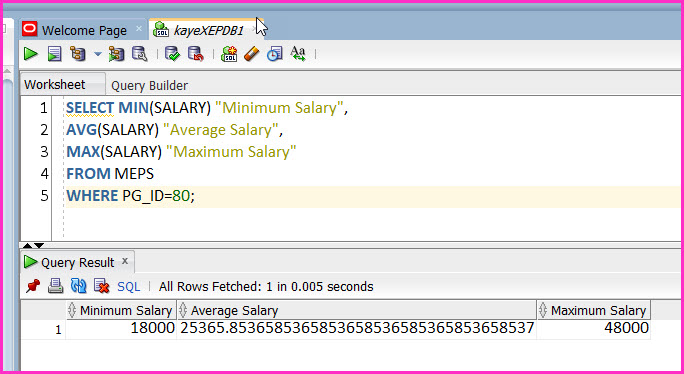 Welcome Page × kayeXEPDB1
SQL Aa
Worksheet Query Builder
1 SELECT MIN(SALARY) "Minimum Salary",
2 AVG(SALARY) "Average Salary",
3 MAX(SALARY) "Maximum Salary"
4 FROM MEPS
5 WHERE PG_ID=80;
Query Result ×
SQL | All Rows Fetched: 1 in 0.005 seconds
Minimum Salary Average Salary Maximum Salary
1 18000 25365.8536585365853658536585365853658537 48000